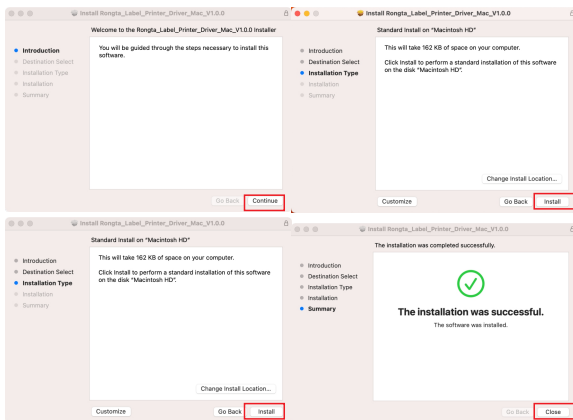 Install Rongta_Label_Printer_Driver_Mac_V1.0.0
Welcome to the Rongta_Label_Printer_Driver_Mac_V1.0.0 Installer
Introduction
Destination Select
Installation Type
Installation
Summary
You will be guided through the steps necessary to install this
software.
Go Back
Continue
Install Rongta_Label_Printer_Driver_Mac_V1.0.0
Standard Install on "Macintosh HD"
Introduction
Destination Select
Installation Type
Installation
Summary
This will take 162 KB of space on your computer.
Click Install to perform a standard installation of this software
on the disk "Macintosh HD".
Change Install Location...
Customize
Go Back
Install
Install Rongta_Label_Printer_Driver_Mac_V1.0.0
Standard Install on "Macintosh HD"
Introduction
Destination Select
Installation Type
Installation
Summary
This will take 162 KB of space on your computer.
Click Install to perform a standard installation of this software
on the disk "Macintosh HD".
Change Install Location...
Customize
Go Back
Install
Install Rongta_Label_Printer_Driver_Mac_V1.0.0
The installation was completed successfully.
Introduction
Destination Select
Installation Type
Installation
Summary
The installation was successful.
The software was installed.
Go Back
Close